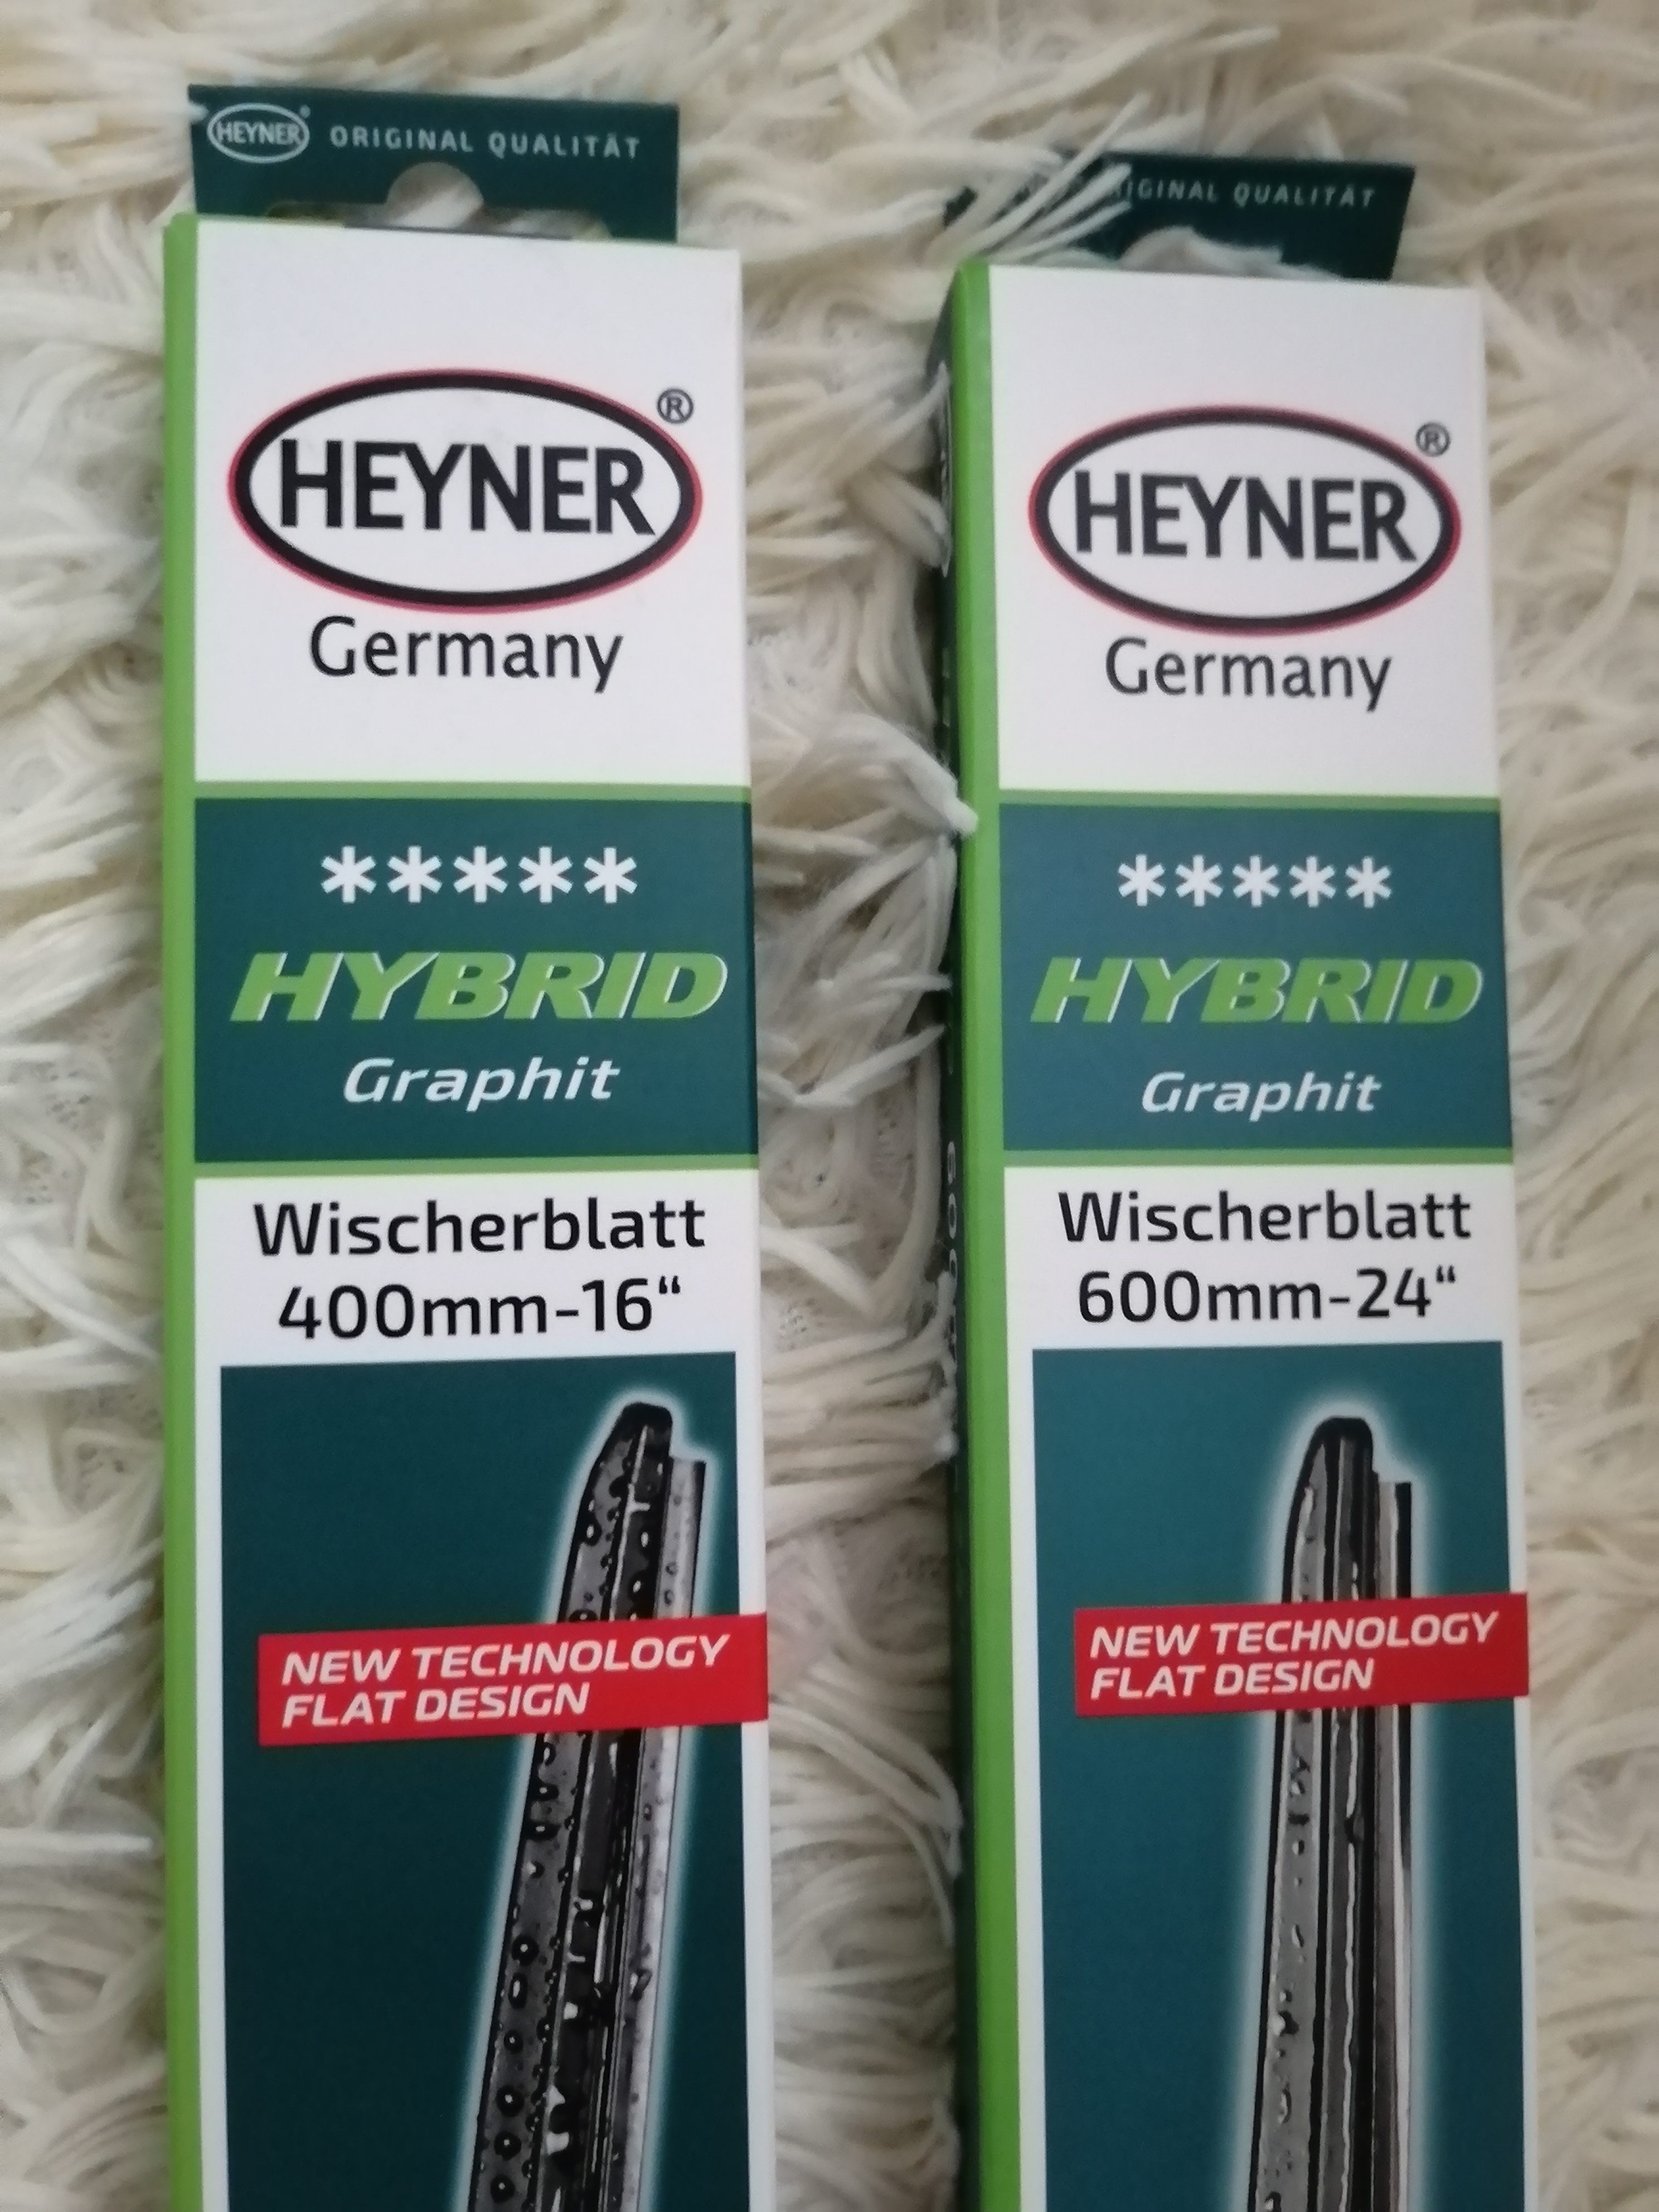 HEYNER® ORIGINAL QUALITÄT
HEYNER®
Germany
*****
HYBRID
Graphit
Wischerblatt
400mm-16“
NEW TECHNOLOGY
FLAT DESIGN
QUALITÄT
HEYNER®
Germany
*****
HYBRID
Graphit
Wischerblatt
600mm-24“
NEW TECHNOLOGY
FLAT DESIGN